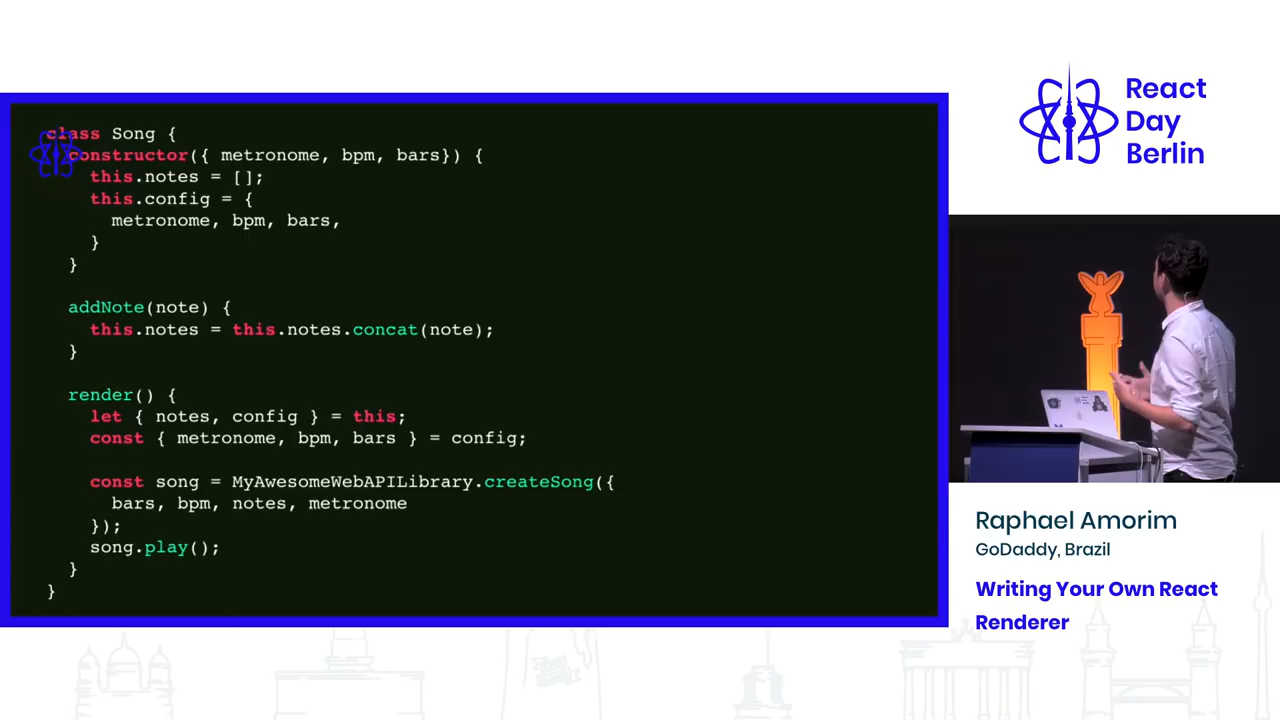 class Song {
constructor({ metronome, bpm, bars}) {
this.notes = [];
this.config = {
metronome, bpm, bars,
}
}
addNote(note) {
this.notes = this.notes.concat(note);
}
render() {
let { notes, config } = this;
const { metronome, bpm, bars } = config;
const song = MyAwesomeWebAPILibrary.createSong({
bars, bpm, notes, metronome
});
song.play();
}
}
React
Day
Berlin
Raphael Amorim
GoDaddy, Brazil
Writing Your Own React
Renderer